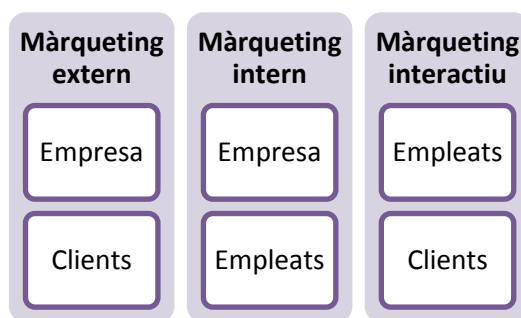 Màrqueting
extern
Empresa
Clients
Màrqueting
intern
Empresa
Empleats
Màrqueting
interactiu
Empleats
Clients